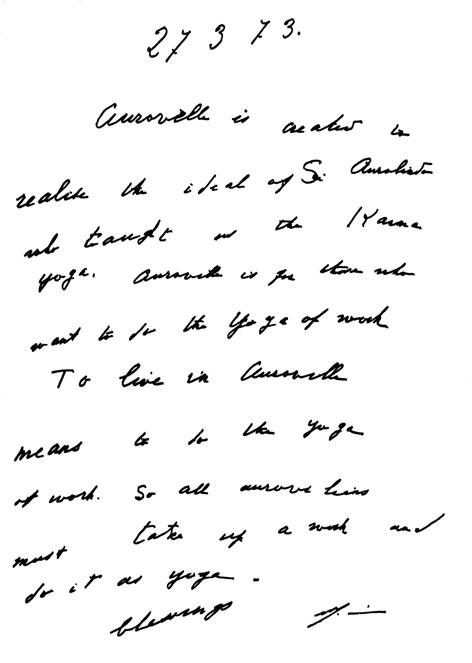 27 3 73.
Auroville is created to
realise the ideal of Sri Aurobindo
who taught us the Karma
yoga. Auroville is for those who
want to do the Yoga of work
To live in Auroville
means to do the yoga
of work. So all aurovilians
must take up a work and
do it as yoga.
blessings